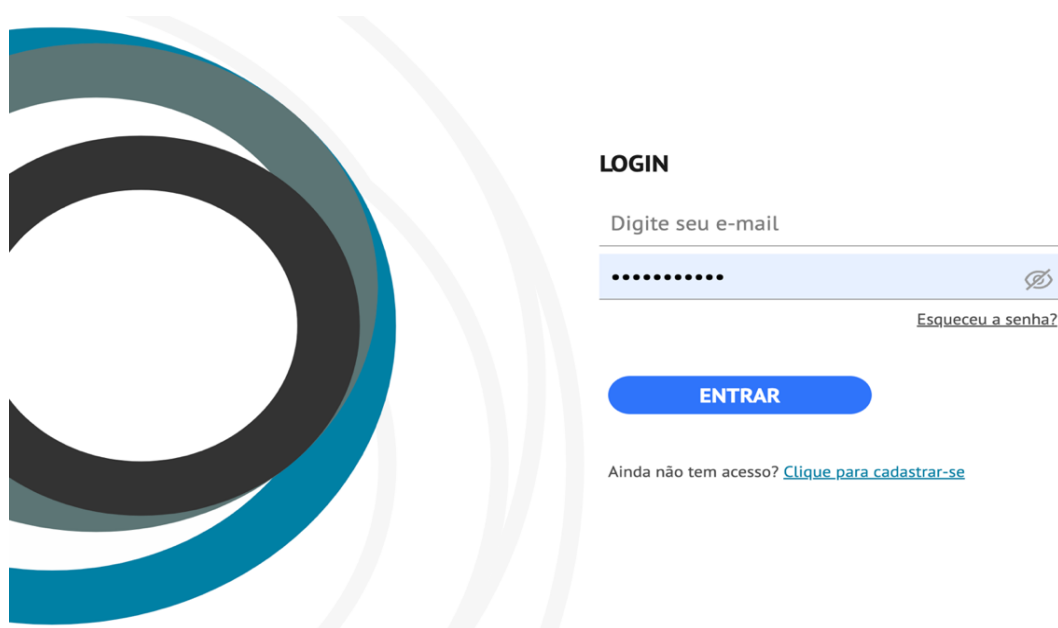 LOGIN
Digite seu e-mail
•••••••••••
Esqueceu a senha?
ENTRAR
Ainda não tem acesso? Clique para cadastrar-se